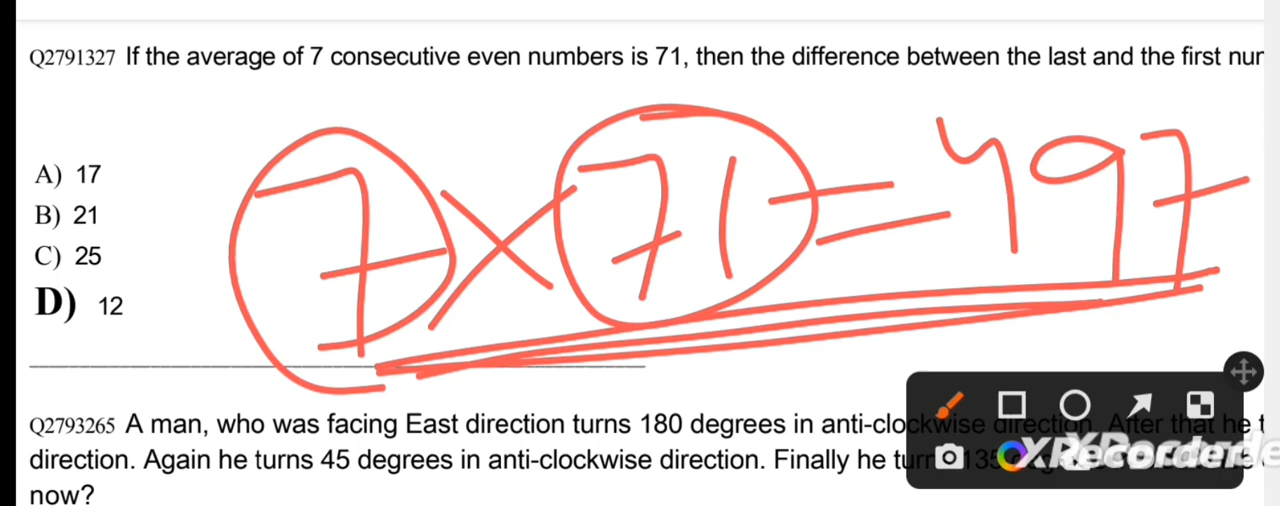 Q2791327 If the average of 7 consecutive even numbers is 71, then the difference between the last and the first
A) 17
B) 21
C) 25
D) 12
7 × 71 = 497
Q2793265 A man, who was facing East direction turns 180 degrees in anti-clockwise direction. After that he
direction. Again he turns 45 degrees in anti-clockwise direction. Finally he
now?
XRecorder